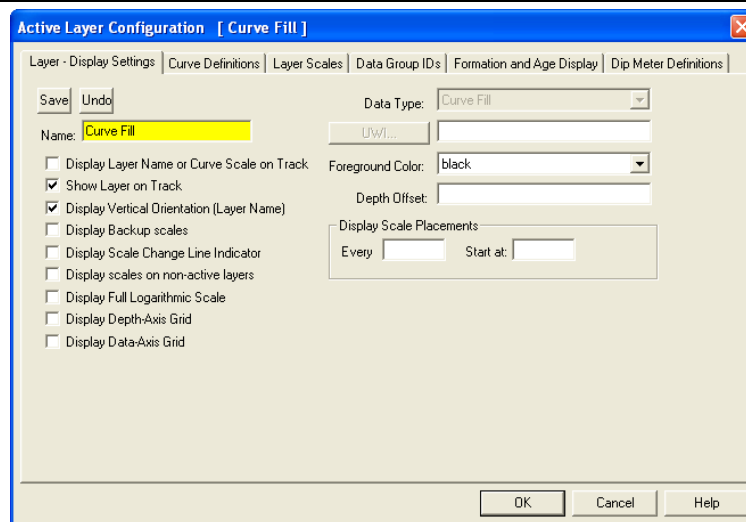 Active Layer Configuration [ Curve Fill ]
Layer - Display Settings Curve Definitions Layer Scales Data Group IDs Formation and Age Display Dip Meter Definitions
Save Undo
Name: Curve Fill
Display Layer Name or Curve Scale on Track
Show Layer on Track
Display Vertical Orientation (Layer Name)
Display Backup scales
Display Scale Change Line Indicator
Display scales on non-active layers
Display Full Logarithmic Scale
Display Depth-Axis Grid
Display Data-Axis Grid
Data Type: Curve Fill
UWI...
Foreground Color: black
Depth Offset:
Display Scale Placements
Every Start at:
OK Cancel Help